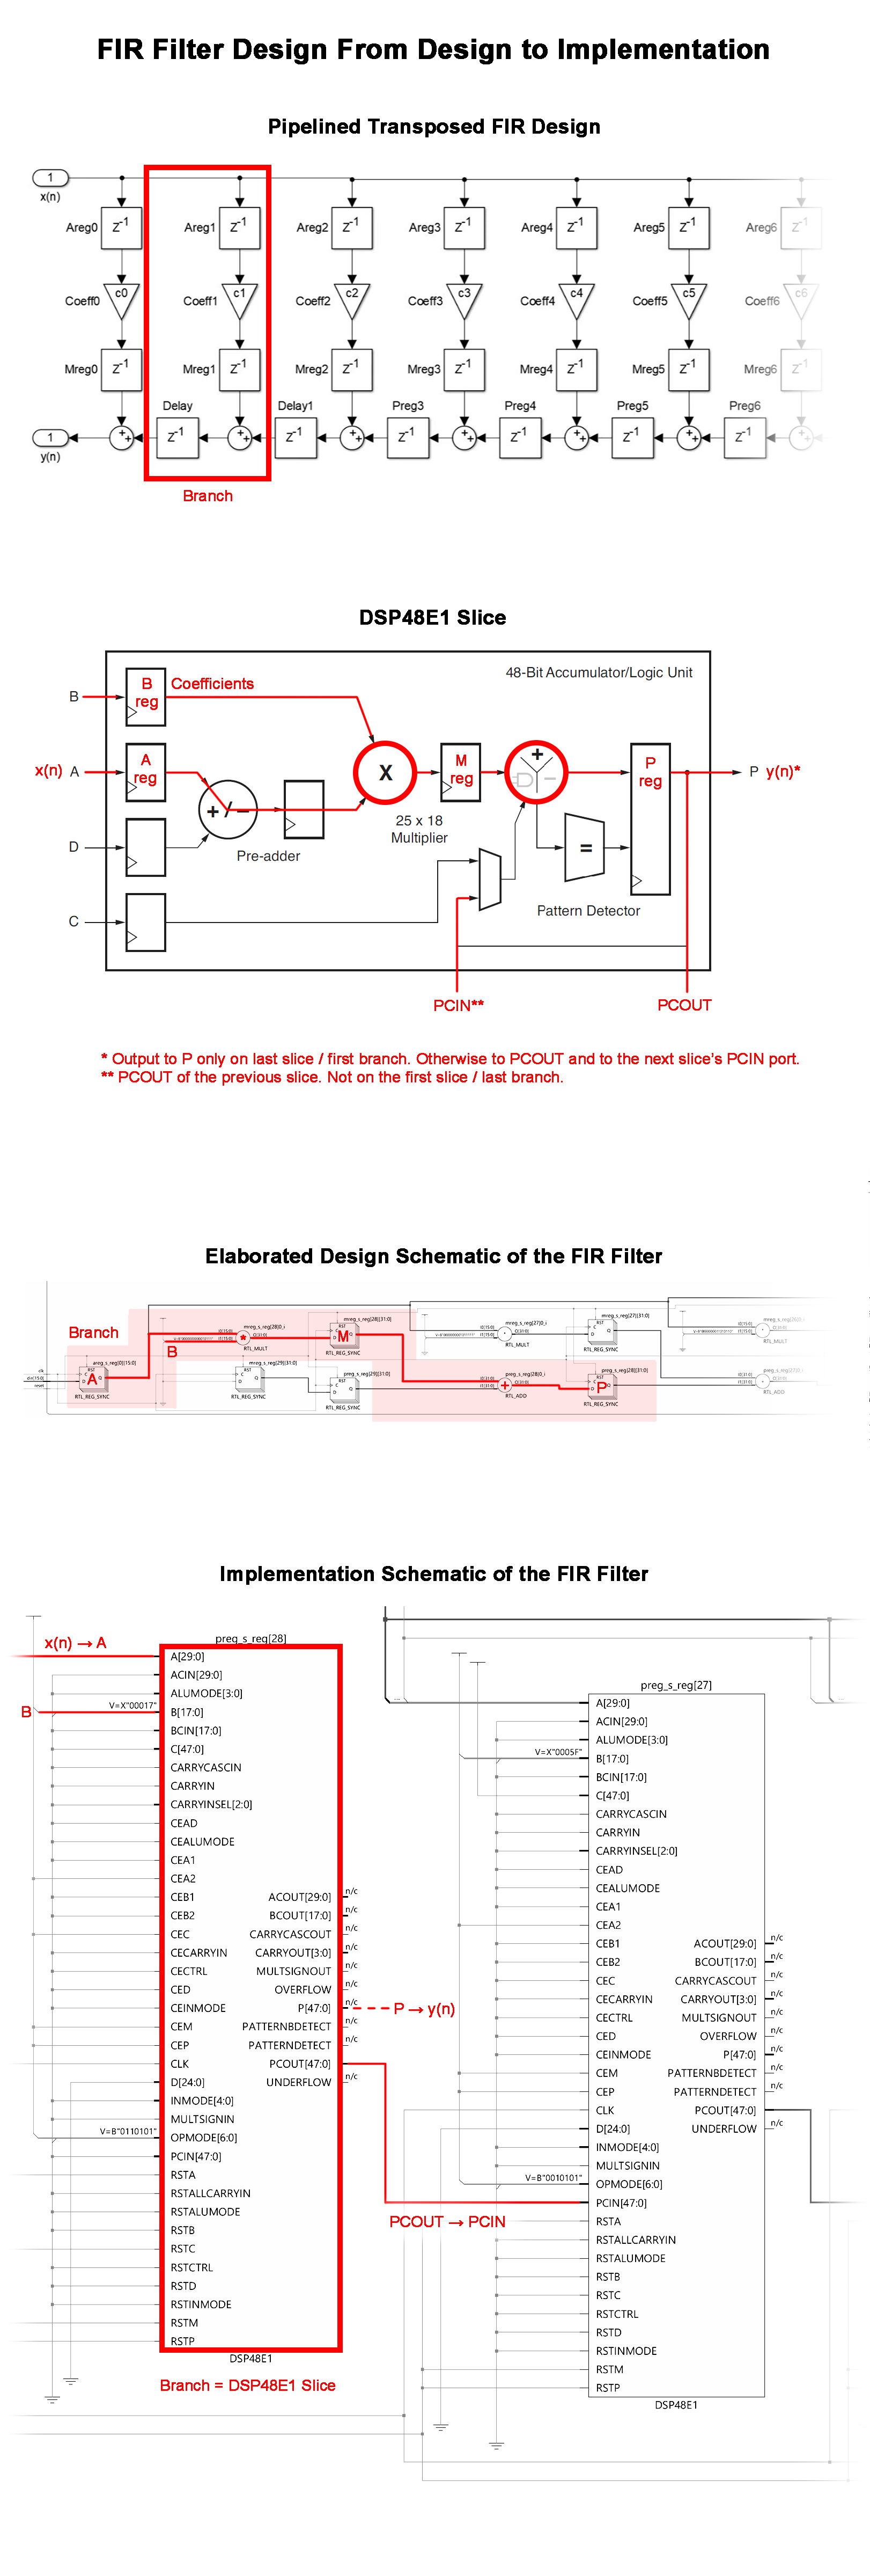 FIR Filter Design From Design to Implementation
Pipelined Transposed FIR Design
1
x(n)
Areg0 z-1 Areg1 z-1 Areg2 z-1 Areg3 z-1 Areg4 z-1 Areg5 z-1 Areg6 z-1
Coeff0 c0 Coeff1 c1 Coeff2 c2 Coeff3 c3 Coeff4 c4 Coeff5 c5 Coeff6 c6
Mreg0 z-1 Mreg1 z-1 Mreg2 z-1 Mreg3 z-1 Mreg4 z-1 Mreg5 z-1 Mreg6 z-1
Delay Delay1 Preg3 Preg4 Preg5 Preg6
1 ++ z-1 ++ z-1 ++ z-1 ++ z-1 ++ z-1 ++ z-1 ++
y(n)
Branch
DSP48E1 Slice
48-Bit Accumulator/Logic Unit
B B reg Coefficients
x(n) A A reg X M reg + D − P reg P y(n)*
+ / −
25 x 18
Multiplier
Pre-adder
D =
Pattern Detector
C
PCIN** PCOUT
* Output to P only on last slice / first branch. Otherwise to PCOUT and to the next slice's PCIN port.
** PCOUT of the previous slice. Not on the first slice / last branch.
Elaborated Design Schematic of the FIR Filter
Branch
B * M
A + P
RTL_MULT RTL_REG_SYNC RTL_MULT RTL_REG_SYNC RTL_MULT
RTL_REG_SYNC RTL_REG_SYNC RTL_REG_SYNC RTL_ADD RTL_REG_SYNC RTL_ADD
Implementation Schematic of the FIR Filter
preg_s_reg[28]
x(n) → A
A[29:0]
ACIN[29:0]
ALUMODE[3:0]
B V=X"00017" B[17:0]
BCIN[17:0]
C[47:0]
CARRYCASCIN
CARRYIN
CARRYINSEL[2:0]
CEAD
CEALUMODE
CEA1
CEA2
CEB1 ACOUT[29:0] n/c
CEB2 BCOUT[17:0] n/c
CEC CARRYCASCOUT n/c
CECARRYIN CARRYOUT[3:0] n/c
CECTRL MULTSIGNOUT n/c
CED OVERFLOW n/c
CEINMODE P[47:0] n/c P → y(n)
CEM PATTERNBDETECT n/c
CEP PATTERNDETECT n/c
CLK PCOUT[47:0]
D[24:0] UNDERFLOW n/c
INMODE[4:0]
MULTSIGNIN
V=B"0110101" OPMODE[6:0]
PCIN[47:0]
RSTA
RSTALLCARRYIN
RSTALUMODE
RSTB
RSTC
RSTCTRL
RSTD
RSTINMODE
RSTM
RSTP
DSP48E1
Branch = DSP48E1 Slice
PCOUT → PCIN
preg_s_reg[27]
A[29:0]
ACIN[29:0]
ALUMODE[3:0]
V=X"0005F" B[17:0]
BCIN[17:0]
C[47:0]
CARRYCASCIN
CARRYIN
CARRYINSEL[2:0]
CEAD
CEALUMODE
CEA1
CEA2
CEB1 ACOUT[29:0] n/c
CEB2 BCOUT[17:0] n/c
CEC CARRYCASCOUT
CECARRYIN CARRYOUT[3:0] n/c
CECTRL MULTSIGNOUT n/c
CED OVERFLOW n/c
CEINMODE P[47:0] n/c
CEM PATTERNBDETECT n/c
CEP PATTERNDETECT n/c
CLK PCOUT[47:0]
D[24:0] UNDERFLOW n/c
INMODE[4:0]
MULTSIGNIN
V=B"0010101" OPMODE[6:0]
PCIN[47:0]
RSTA
RSTALLCARRYIN
RSTALUMODE
RSTB
RSTC
RSTCTRL
RSTD
RSTINMODE
RSTM
RSTP
DSP48E1